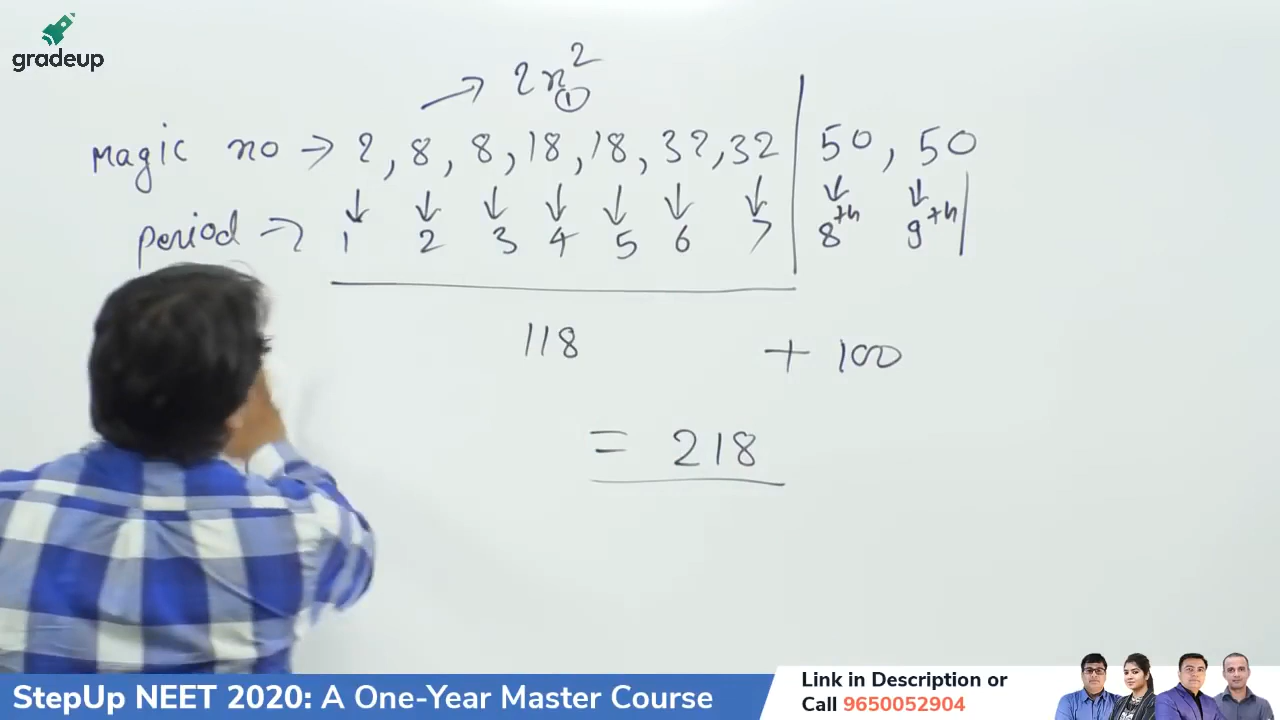 gradeup
→ 2n²
①
Magic no → 2, 8, 8, 18, 18, 32, 32 | 50, 50
↓ ↓ ↓ ↓ ↓ ↓ ↓ ↓ ↓
period → 1 2 3 4 5 6 7 8th 9th
118 + 100
= 218
StepUp NEET 2020: A One-Year Master Course
Link in Description or
Call 9650052904